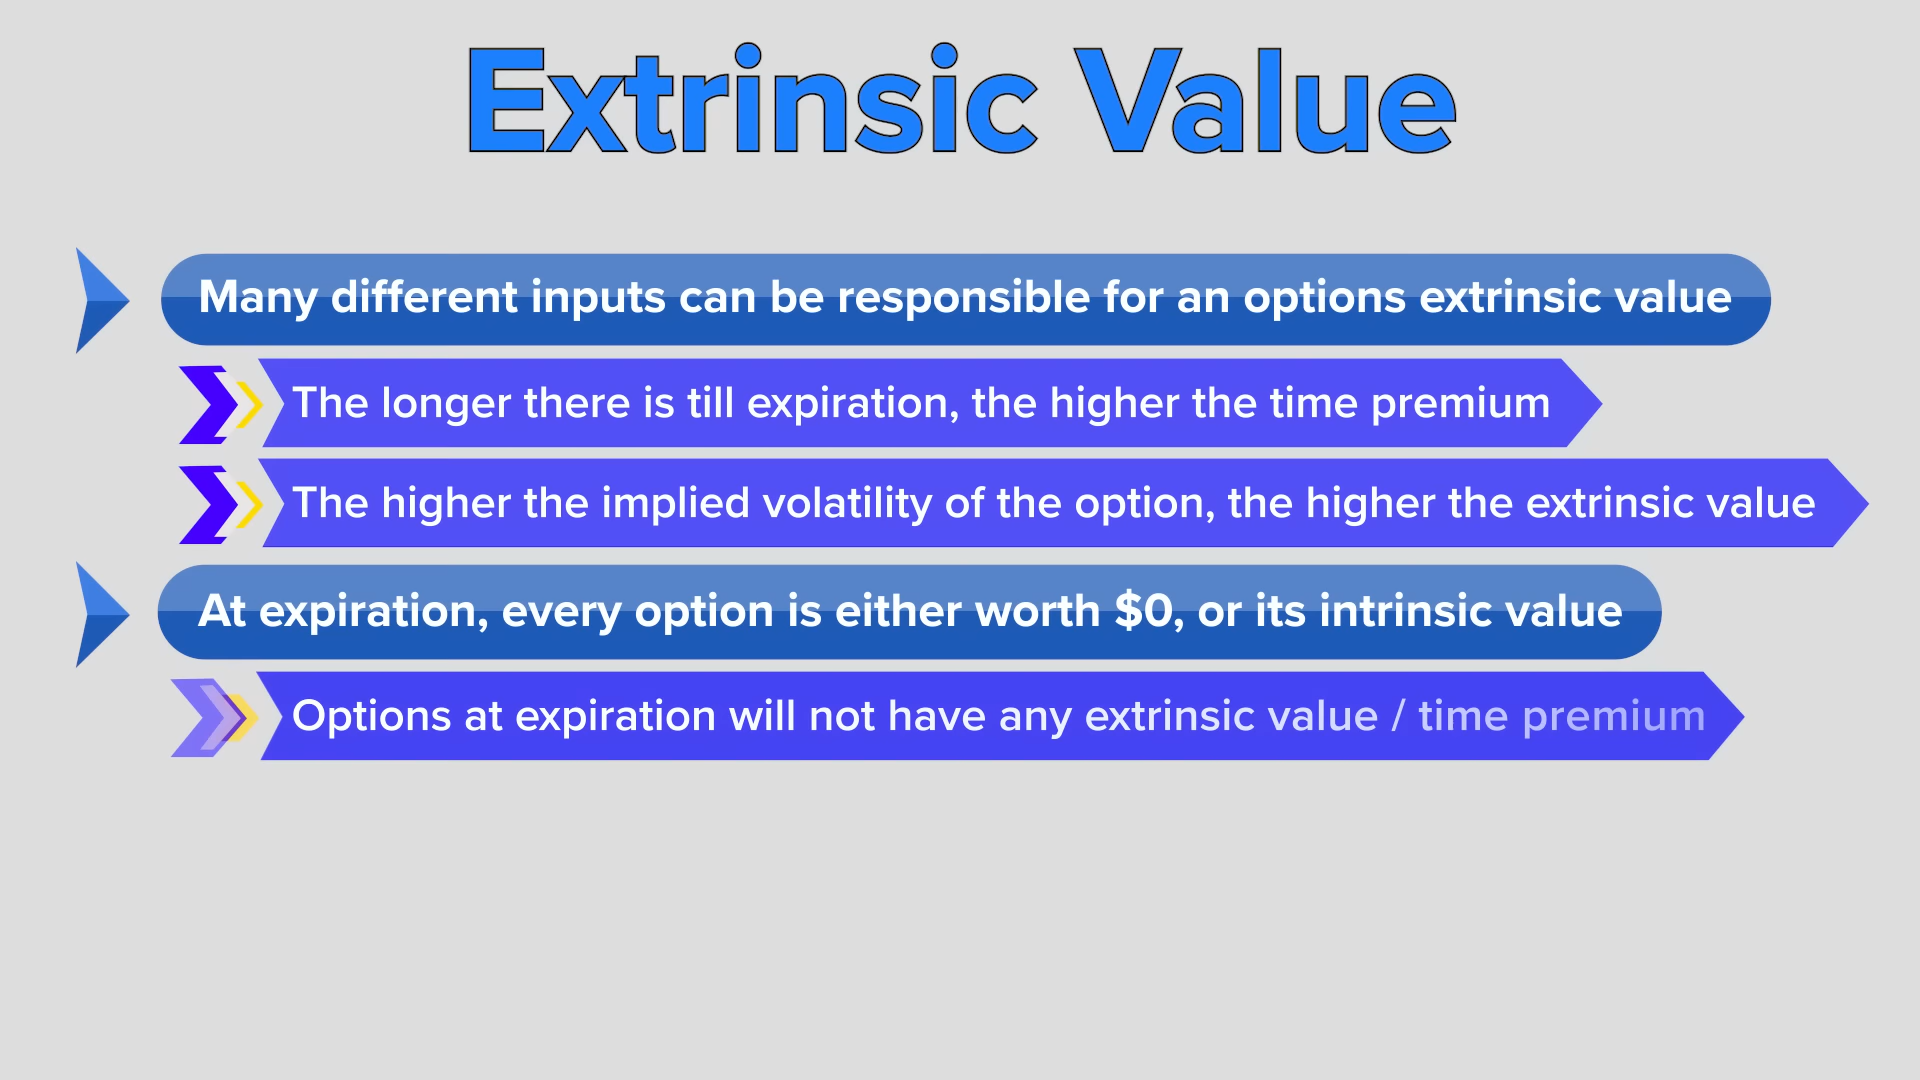 Extrinsic Value
Many different inputs can be responsible for an options extrinsic value
The longer there is till expiration, the higher the time premium
The higher the implied volatility of the option, the higher the extrinsic value
At expiration, every option is either worth $0, or its intrinsic value
Options at expiration will not have any extrinsic value / time premium